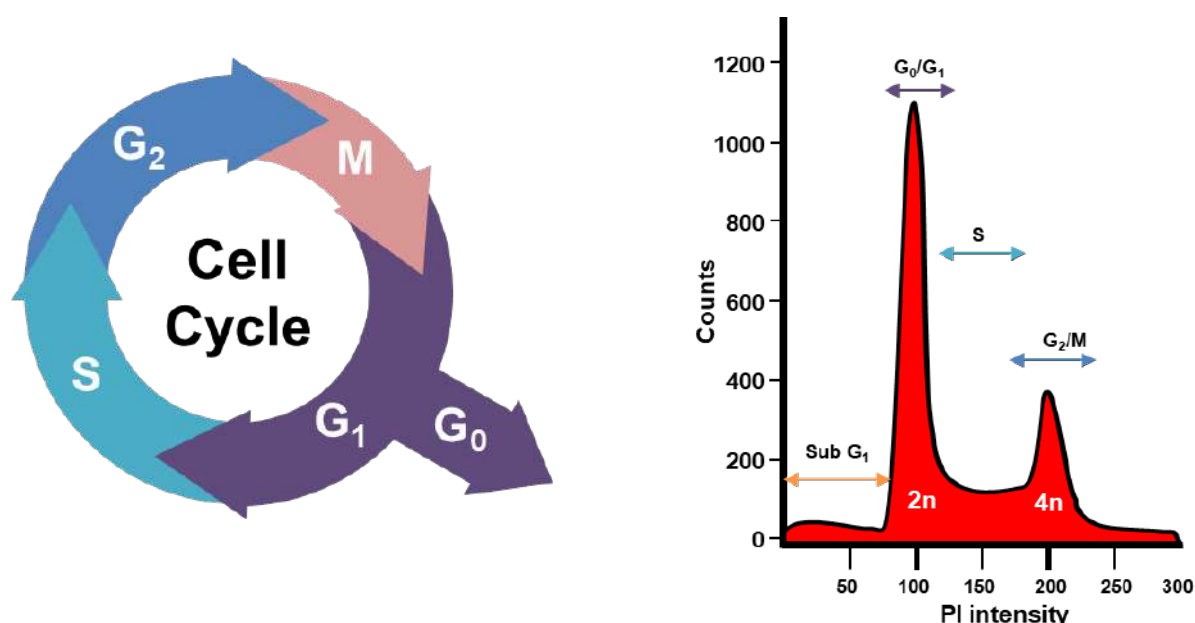 G₂
M
Cell
Cycle
S
G₁
G₀
1200
1000
800
600
400
200
0
Counts
G₀/G₁
S
G₂/M
Sub G₁
2n
4n
50 100 150 200 250 300
PI intensity